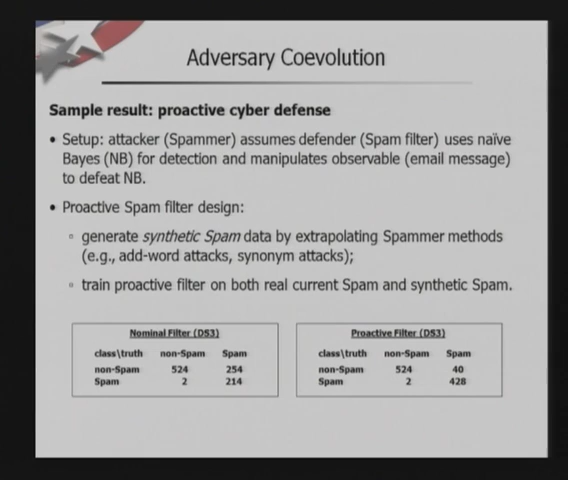 Adversary Coevolution
Sample result: proactive cyber defense
• Setup: attacker (Spammer) assumes defender (Spam filter) uses naïve
Bayes (NB) for detection and manipulates observable (email message)
to defeat NB.
• Proactive Spam filter design:
▫ generate synthetic Spam data by extrapolating Spammer methods
(e.g., add-word attacks, synonym attacks);
▫ train proactive filter on both real current Spam and synthetic Spam.
Nominal Filter (DS3)
class\truth non-Spam Spam
non-Spam 524 254
Spam 2 214
Proactive Filter (DS3)
class\truth non-Spam Spam
non-Spam 524 40
Spam 2 428